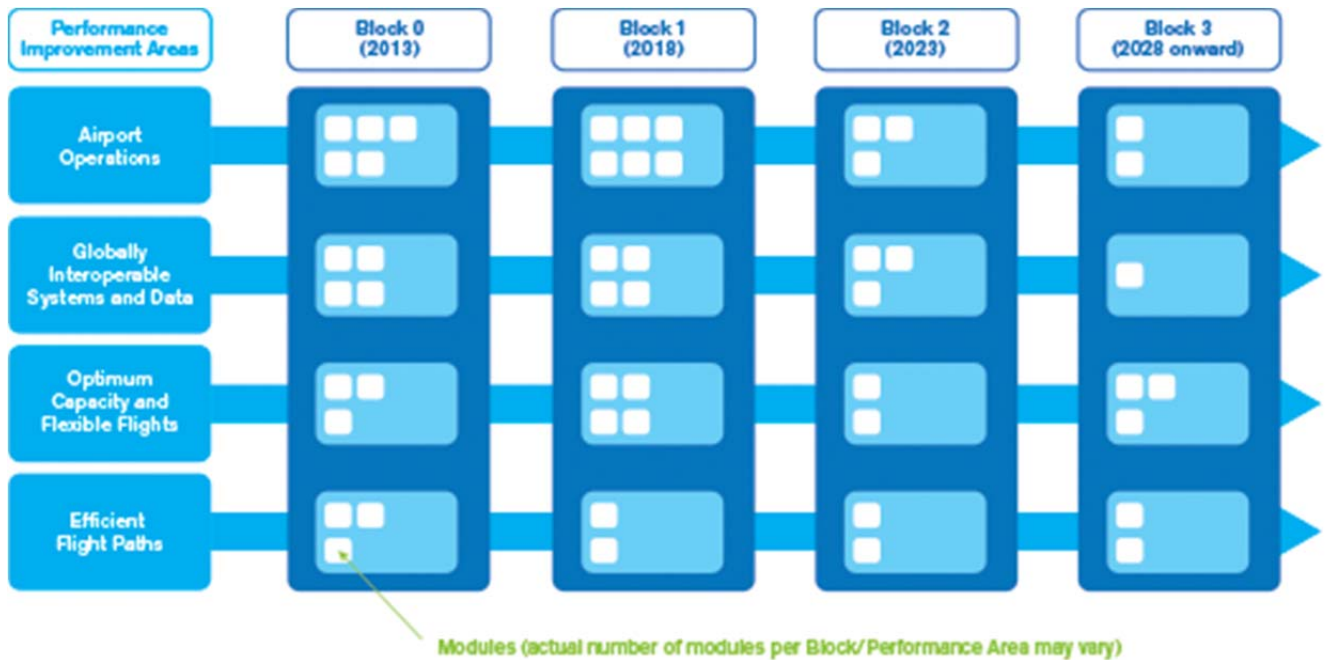 Performance
Improvement Areas
Block 0
(2013)
Block 1
(2018)
Block 2
(2023)
Block 3
(2028 onward)
Airport
Operations
Globally
Interoperable
Systems and Data
Optimum
Capacity and
Flexible Flights
Efficient
Flight Paths
Modules (actual number of modules per Block/Performance Area may vary)